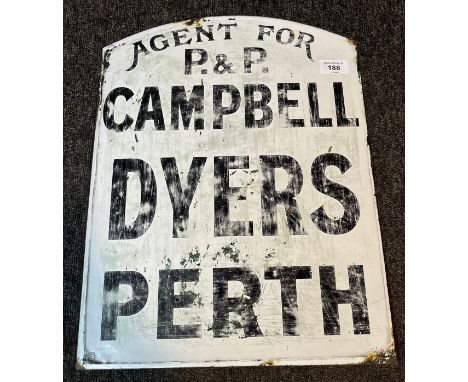 AGENT FOR
P. & P.
188
CAMPBELL
DYERS
PERTH